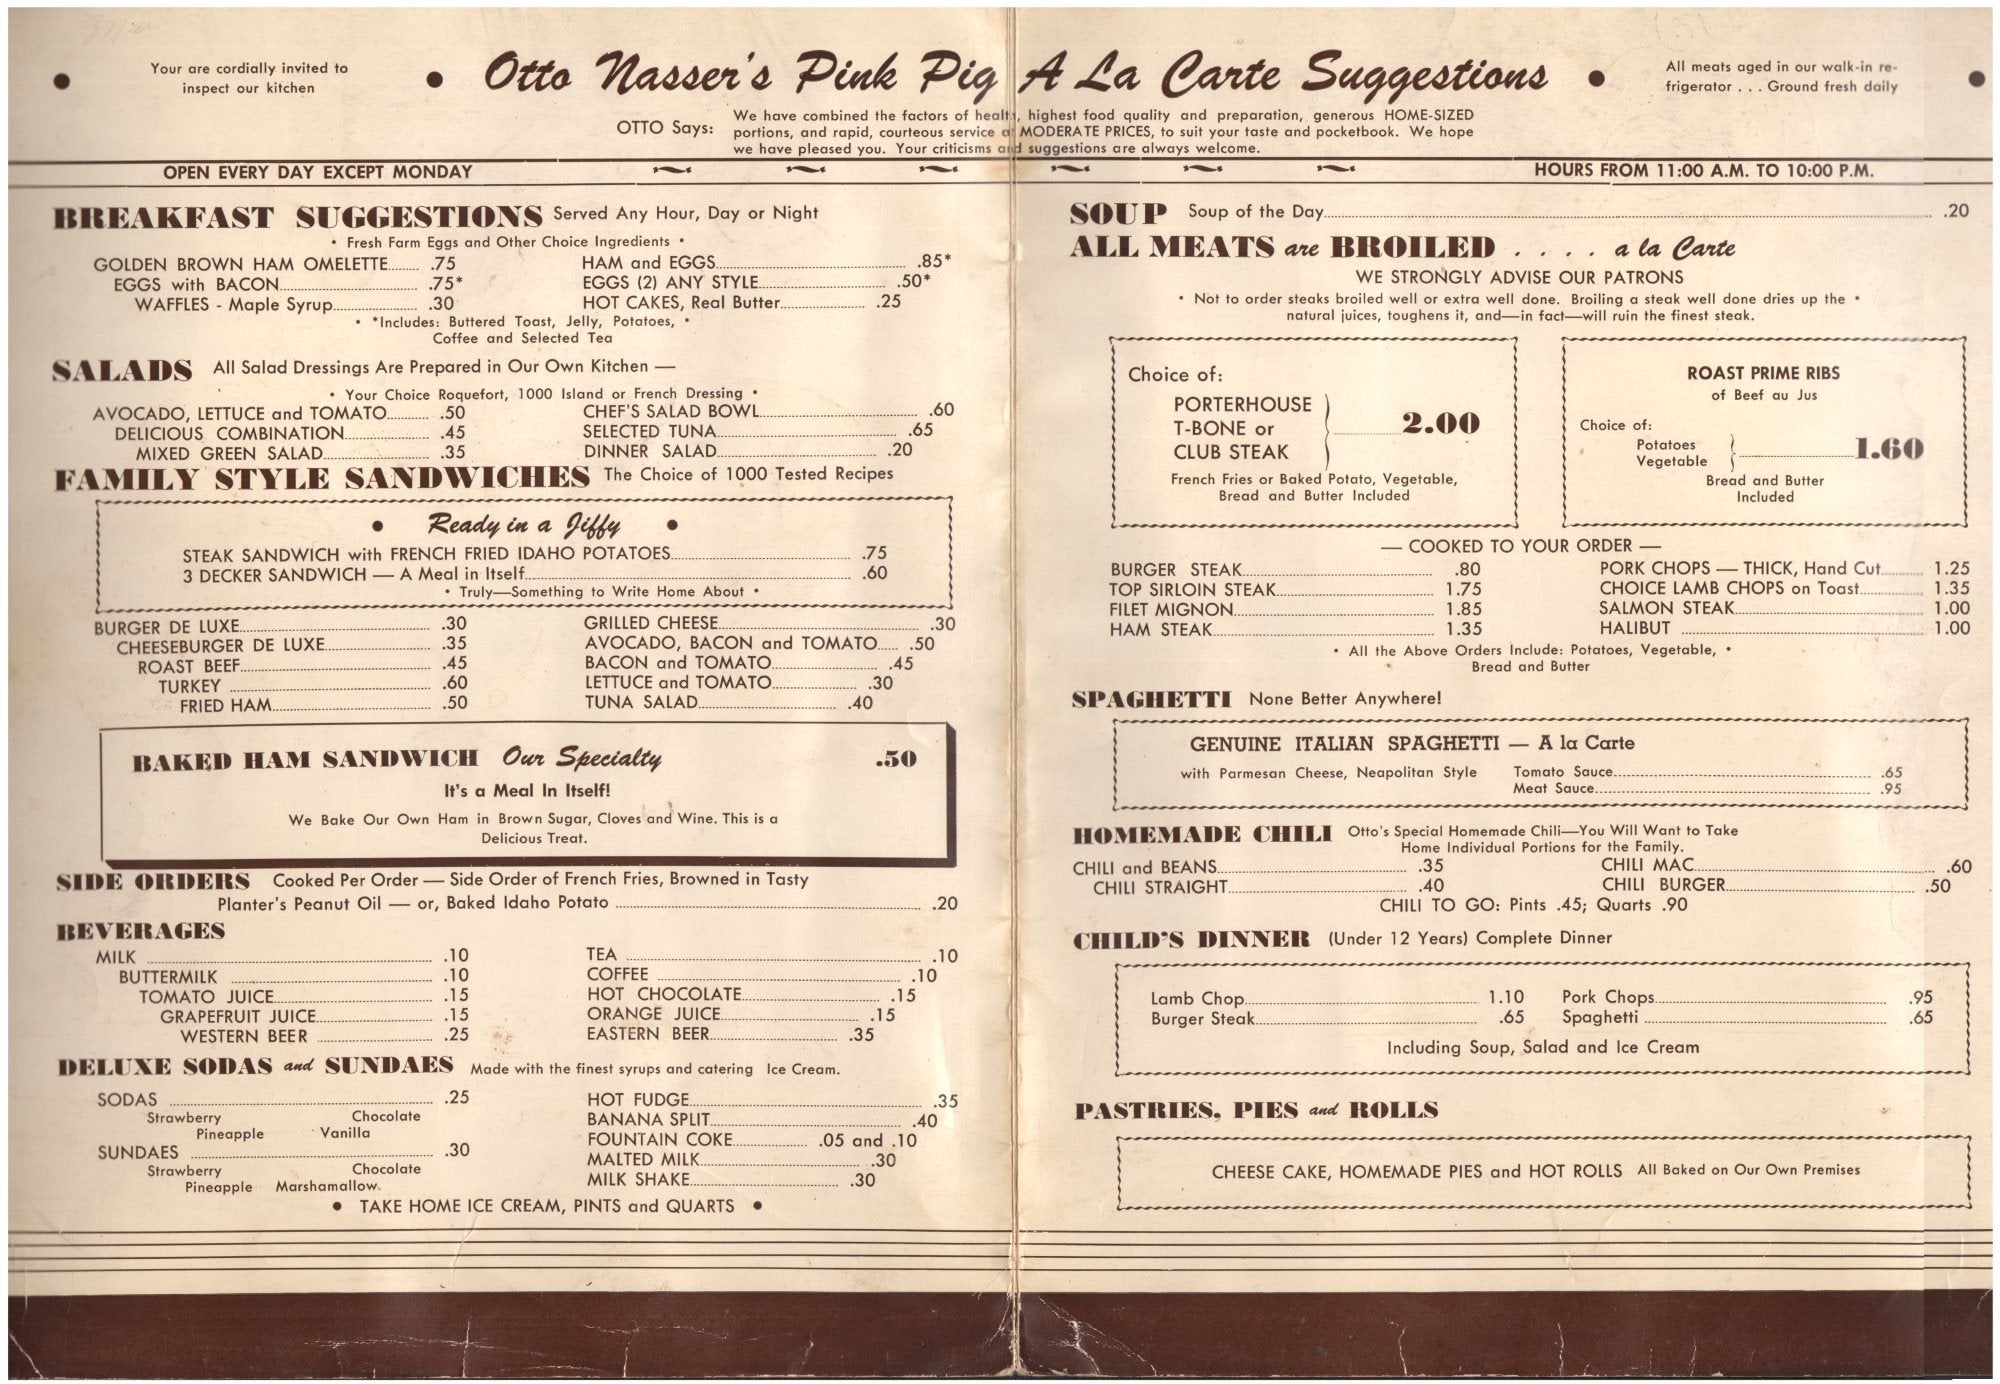 Your are cordially invited to
inspect our kitchen
Otto Nasser's Pink Pig A La Carte Suggestions
All meats aged in our walk-in re-
frigerator . . . Ground fresh daily
OTTO Says:
We have combined the factors of health, highest food quality and preparation, generous HOME-SIZED
portions, and rapid, courteous service at MODERATE PRICES, to suit your taste and pocketbook. We hope
we have pleased you. Your criticisms and suggestions are always welcome.
OPEN EVERY DAY EXCEPT MONDAY
HOURS FROM 11:00 A.M. TO 10:00 P.M.
BREAKFAST SUGGESTIONS Served Any Hour, Day or Night
• Fresh Farm Eggs and Other Choice Ingredients •
GOLDEN BROWN HAM OMELETTE .75
EGGS with BACON .75*
WAFFLES - Maple Syrup .30
HAM and EGGS .85*
EGGS (2) ANY STYLE .50*
HOT CAKES, Real Butter .25
• *Includes: Buttered Toast, Jelly, Potatoes, •
Coffee and Selected Tea
SALADS All Salad Dressings Are Prepared in Our Own Kitchen —
• Your Choice Roquefort, 1000 Island or French Dressing •
AVOCADO, LETTUCE and TOMATO .50
DELICIOUS COMBINATION .45
MIXED GREEN SALAD .35
CHEF'S SALAD BOWL .60
SELECTED TUNA .65
DINNER SALAD .20
FAMILY STYLE SANDWICHES The Choice of 1000 Tested Recipes
• Ready in a Jiffy •
STEAK SANDWICH with FRENCH FRIED IDAHO POTATOES .75
3 DECKER SANDWICH — A Meal in Itself .60
• Truly—Something to Write Home About •
BURGER DE LUXE .30
CHEESEBURGER DE LUXE .35
ROAST BEEF .45
TURKEY .60
FRIED HAM .50
GRILLED CHEESE .30
AVOCADO, BACON and TOMATO .50
BACON and TOMATO .45
LETTUCE and TOMATO .30
TUNA SALAD .40
BAKED HAM SANDWICH Our Specialty .50
It's a Meal In Itself!
We Bake Our Own Ham in Brown Sugar, Cloves and Wine. This is a
Delicious Treat.
SIDE ORDERS Cooked Per Order — Side Order of French Fries, Browned in Tasty
Planter's Peanut Oil — or, Baked Idaho Potato .20
BEVERAGES
MILK .10
BUTTERMILK .10
TOMATO JUICE .15
GRAPEFRUIT JUICE .15
WESTERN BEER .25
TEA .10
COFFEE .10
HOT CHOCOLATE .15
ORANGE JUICE .15
EASTERN BEER .35
DELUXE SODAS and SUNDAES Made with the finest syrups and catering Ice Cream.
SODAS .25
Strawberry Chocolate
Pineapple Vanilla
SUNDAES .30
Strawberry Chocolate
Pineapple Marshamallow
HOT FUDGE .35
BANANA SPLIT .40
FOUNTAIN COKE .05 and .10
MALTED MILK .30
MILK SHAKE .30
• TAKE HOME ICE CREAM, PINTS and QUARTS •
SOUP Soup of the Day .20
ALL MEATS are BROILED . . . . a la Carte
WE STRONGLY ADVISE OUR PATRONS
• Not to order steaks broiled well or extra well done. Broiling a steak well done dries up the •
natural juices, toughens it, and—in fact—will ruin the finest steak.
Choice of:
PORTERHOUSE
T-BONE or
CLUB STEAK
2.00
French Fries or Baked Potato, Vegetable,
Bread and Butter Included
ROAST PRIME RIBS
of Beef au Jus
Choice of:
Potatoes
Vegetable
1.60
Bread and Butter
Included
— COOKED TO YOUR ORDER —
BURGER STEAK .80
TOP SIRLOIN STEAK 1.75
FILET MIGNON 1.85
HAM STEAK 1.35
PORK CHOPS — THICK, Hand Cut 1.25
CHOICE LAMB CHOPS on Toast 1.35
SALMON STEAK 1.00
HALIBUT 1.00
• All the Above Orders Include: Potatoes, Vegetable, •
Bread and Butter
SPAGHETTI None Better Anywhere!
GENUINE ITALIAN SPAGHETTI — A la Carte
with Parmesan Cheese, Neapolitan Style
Tomato Sauce .65
Meat Sauce .95
HOMEMADE CHILI Otto's Special Homemade Chili—You Will Want to Take
Home Individual Portions for the Family.
CHILI and BEANS .35
CHILI STRAIGHT .40
CHILI MAC .60
CHILI BURGER .50
CHILI TO GO: Pints .45; Quarts .90
CHILD'S DINNER (Under 12 Years) Complete Dinner
Lamb Chop 1.10
Burger Steak .65
Pork Chops .95
Spaghetti .65
Including Soup, Salad and Ice Cream
PASTRIES, PIES and ROLLS
CHEESE CAKE, HOMEMADE PIES and HOT ROLLS All Baked on Our Own Premises